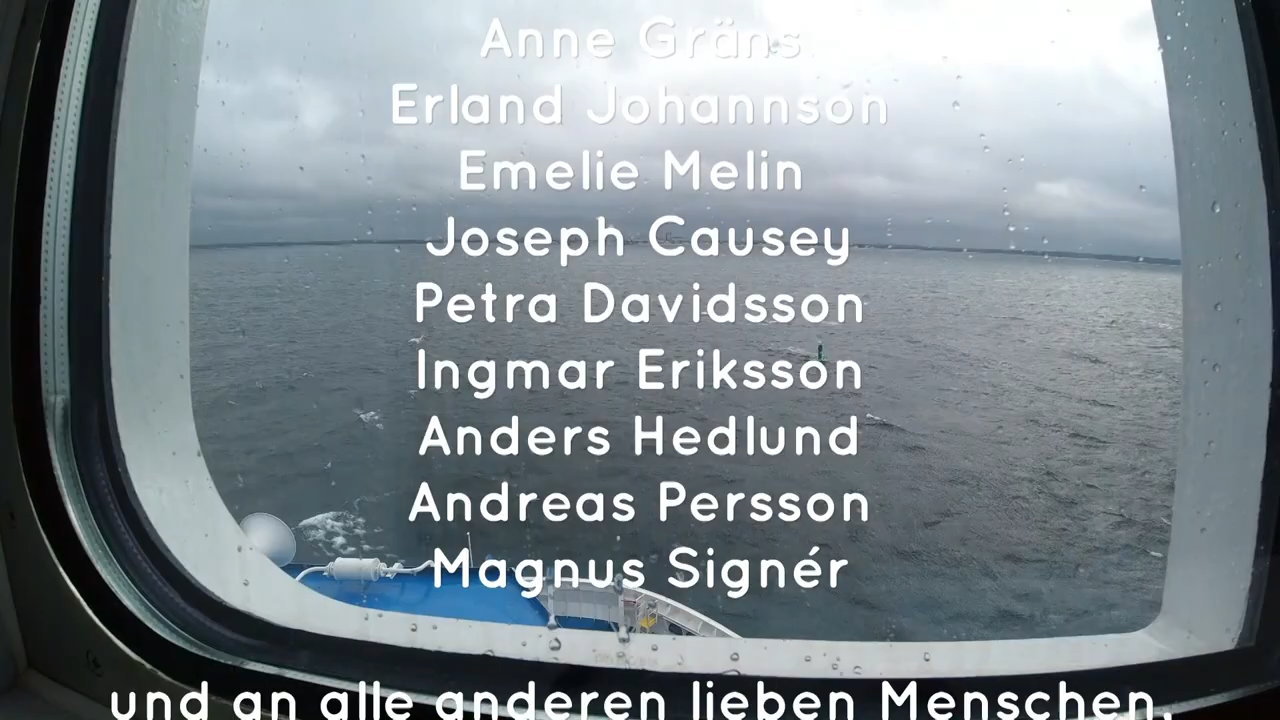 Anne Gräns
Erland Johannson
Emelie Melin
Joseph Causey
Petra Davidsson
Ingmar Eriksson
Anders Hedlund
Andreas Persson
Magnus Signér
und an alle anderen lieben Menschen,